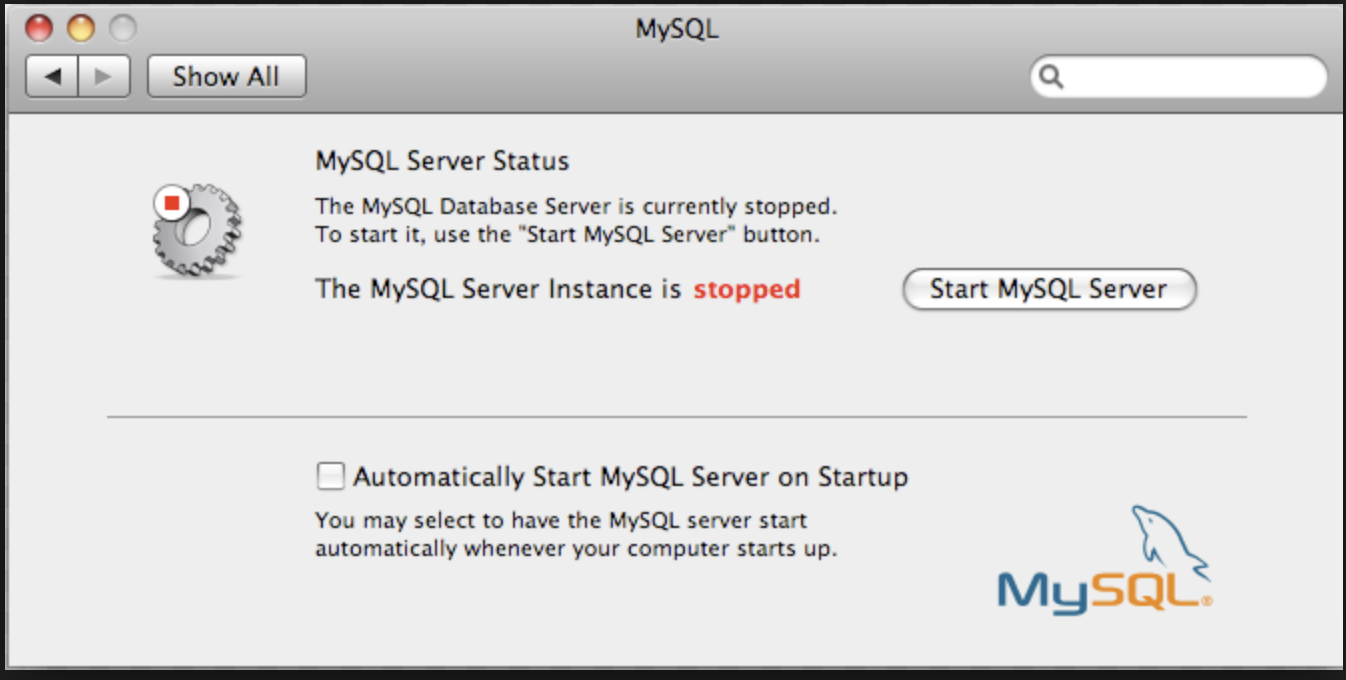 MySQL
Show All
MySQL Server Status
The MySQL Database Server is currently stopped.
To start it, use the "Start MySQL Server" button.
The MySQL Server Instance is stopped
Start MySQL Server
Automatically Start MySQL Server on Startup
You may select to have the MySQL server start
automatically whenever your computer starts up.
MySQL®